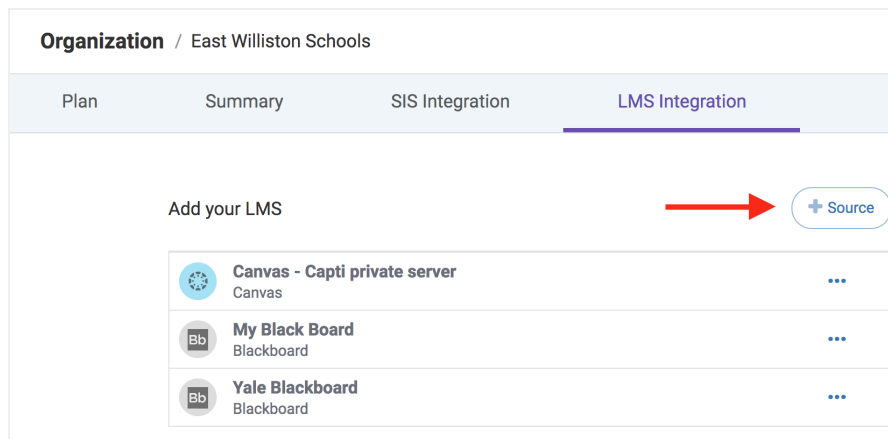 Organization / East Williston Schools
Plan Summary SIS Integration LMS Integration
Add your LMS
+ Source
Canvas - Capti private server
Canvas
Bb
My Black Board
Blackboard
Bb
Yale Blackboard
Blackboard